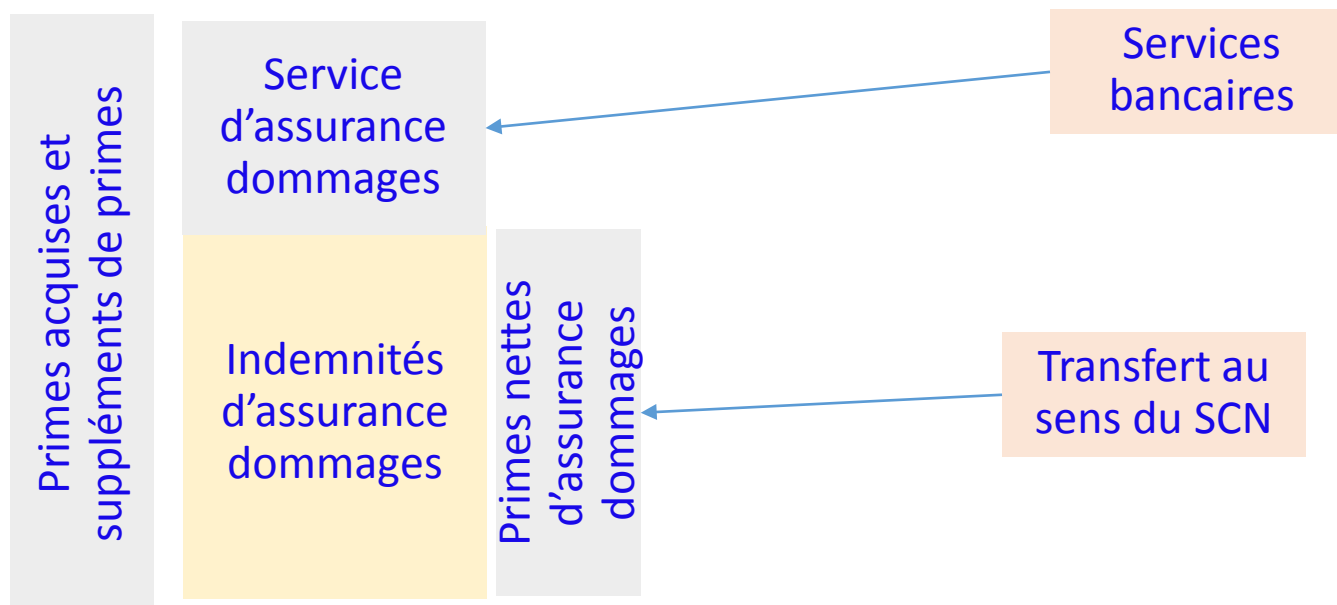 Primes acquises et
suppléments de primes
Service
d’assurance
dommages
Indemnités
d’assurance
dommages
Primes nettes
d’assurance
dommages
Services
bancaires
Transfert au
sens du SCN